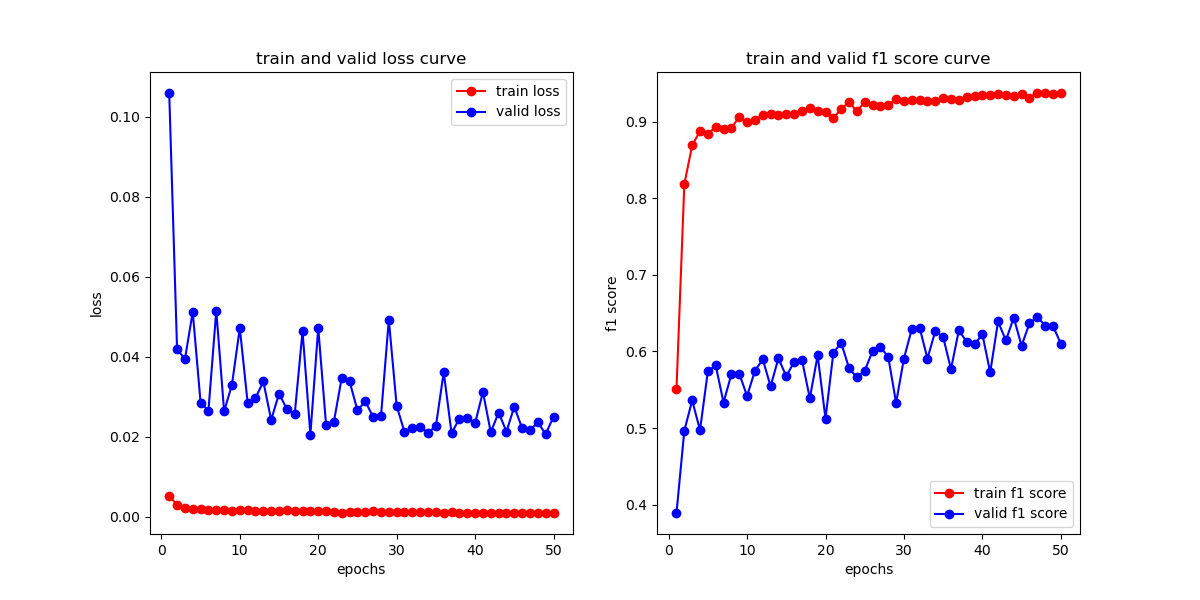 train and valid loss curve
train loss
valid loss
loss
0.10
0.08
0.06
0.04
0.02
0.00
0 10 20 30 40 50
epochs
train and valid f1 score curve
f1 score
0.9
0.8
0.7
0.6
0.5
0.4
train f1 score
valid f1 score
0 10 20 30 40 50
epochs